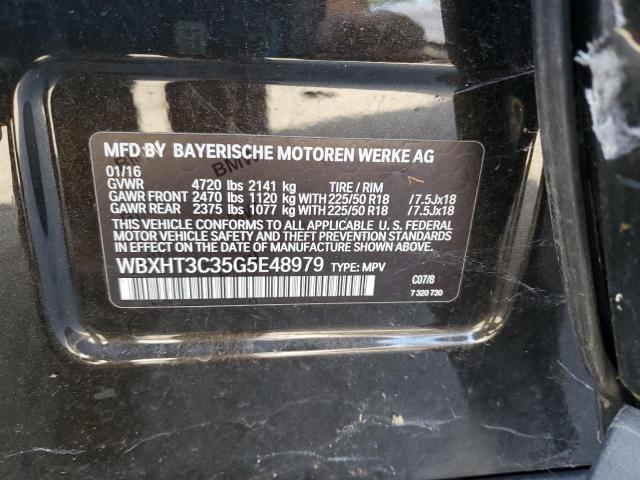 MFD BY BAYERISCHE MOTOREN WERKE AG
01/16
GVWR 4720 lbs 2141 kg TIRE / RIM
GAWR FRONT 2470 lbs 1120 kg WITH 225/50 R18 /7.5Jx18
GAWR REAR 2375 lbs 1077 kg WITH 225/50 R18 /7.5Jx18
THIS VEHICLE CONFORMS TO ALL APPLICABLE U. S. FEDERAL
MOTOR VEHICLE SAFETY AND THEFT PREVENTION
STANDARDS IN EFFECT ON THE DATE OF MANUFACTURE
SHOWN ABOVE.
WBXHT3C35G5E48979 TYPE: MPV
C07/8
7 320 730